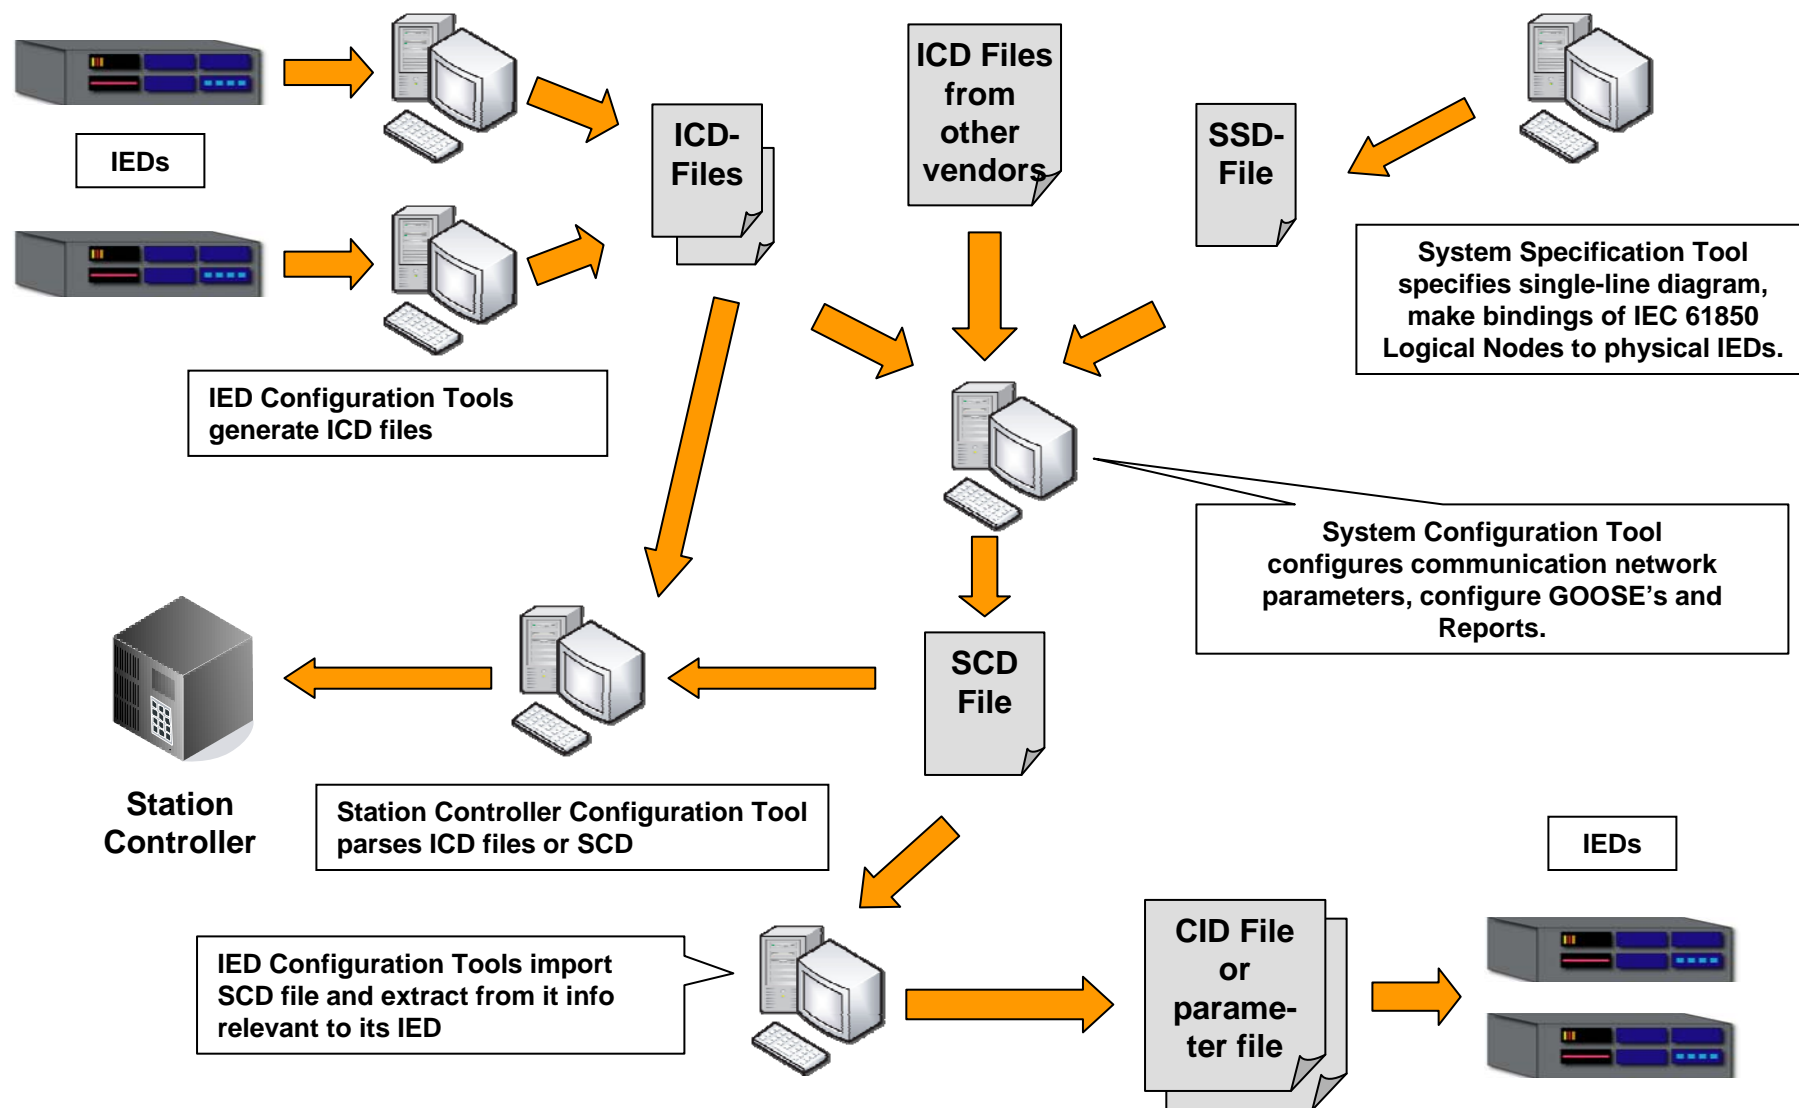 IEDs
ICD-
Files
ICD Files
from
other
vendors
SSD-
File
System Specification Tool
specifies single-line diagram,
make bindings of IEC 61850
Logical Nodes to physical IEDs.
IED Configuration Tools
generate ICD files
System Configuration Tool
configures communication network
parameters, configure GOOSE’s and
Reports.
SCD
File
Station
Controller
Station Controller Configuration Tool
parses ICD files or SCD
IEDs
IED Configuration Tools import
SCD file and extract from it info
relevant to its IED
CID File
or
parame-
ter file